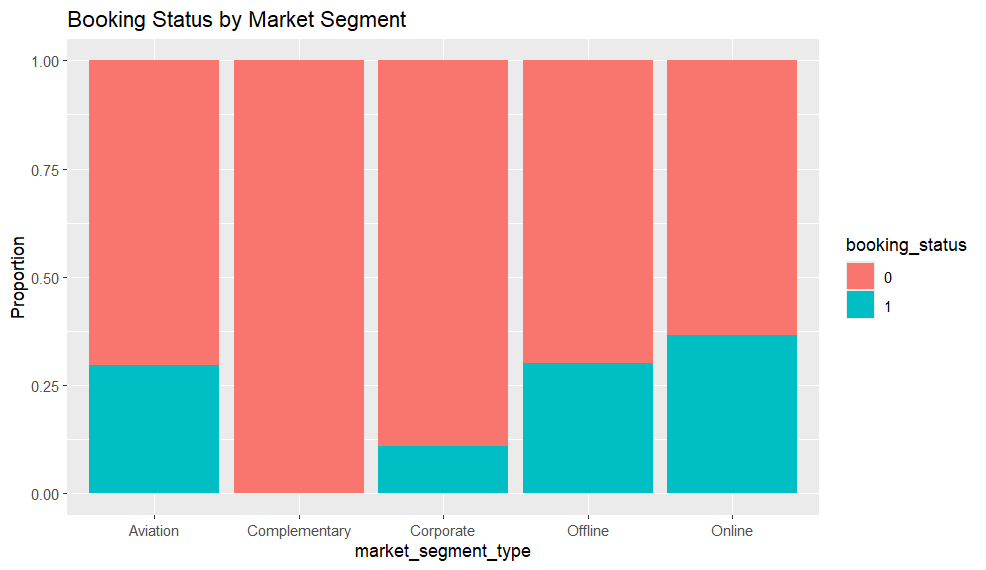 Booking Status by Market Segment
1.00
0.75
0.50
0.25
0.00
Proportion
Aviation Complementary Corporate Offline Online
market_segment_type
booking_status
0
1